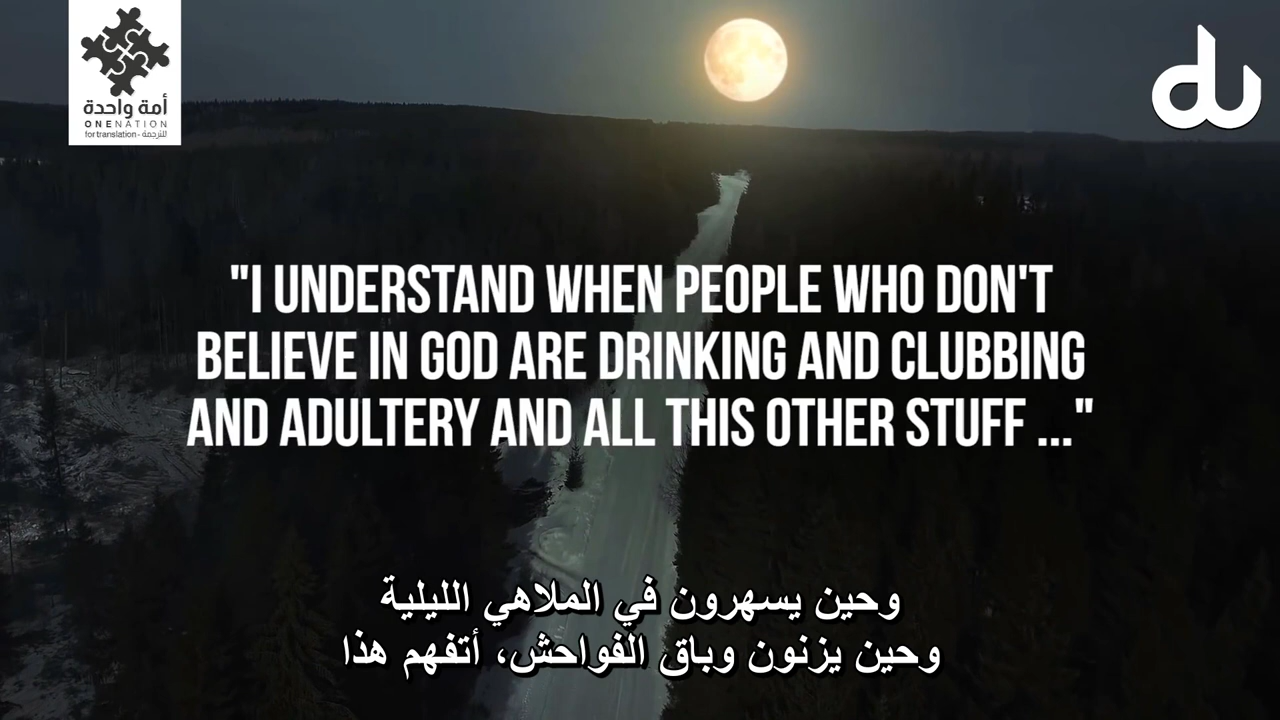 أمة واحدة
ONENATION
for translation - للترجمة
du
"I UNDERSTAND WHEN PEOPLE WHO DON'T
BELIEVE IN GOD ARE DRINKING AND CLUBBING
AND ADULTERY AND ALL THIS OTHER STUFF ..."
وحين يسهرون في الملاهي الليلية
وحين يزنون وباق الفواحش، أتفهم هذا